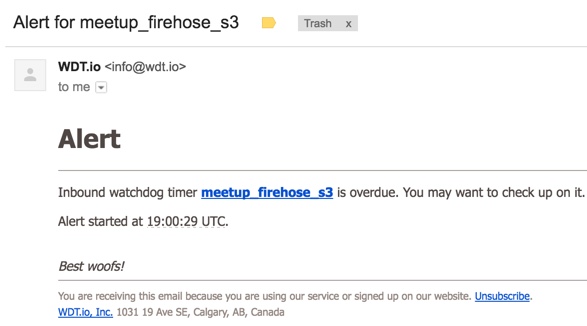 Alert for meetup_firehose_s3 Trash x
WDT.io <info@wdt.io>
to me
Alert
Inbound watchdog timer meetup_firehose_s3 is overdue. You may want to check up on it.
Alert started at 19:00:29 UTC.
Best woofs!
You are receiving this email because you are using our service or signed up on our website. Unsubscribe.
WDT.io, Inc. 1031 19 Ave SE, Calgary, AB, Canada